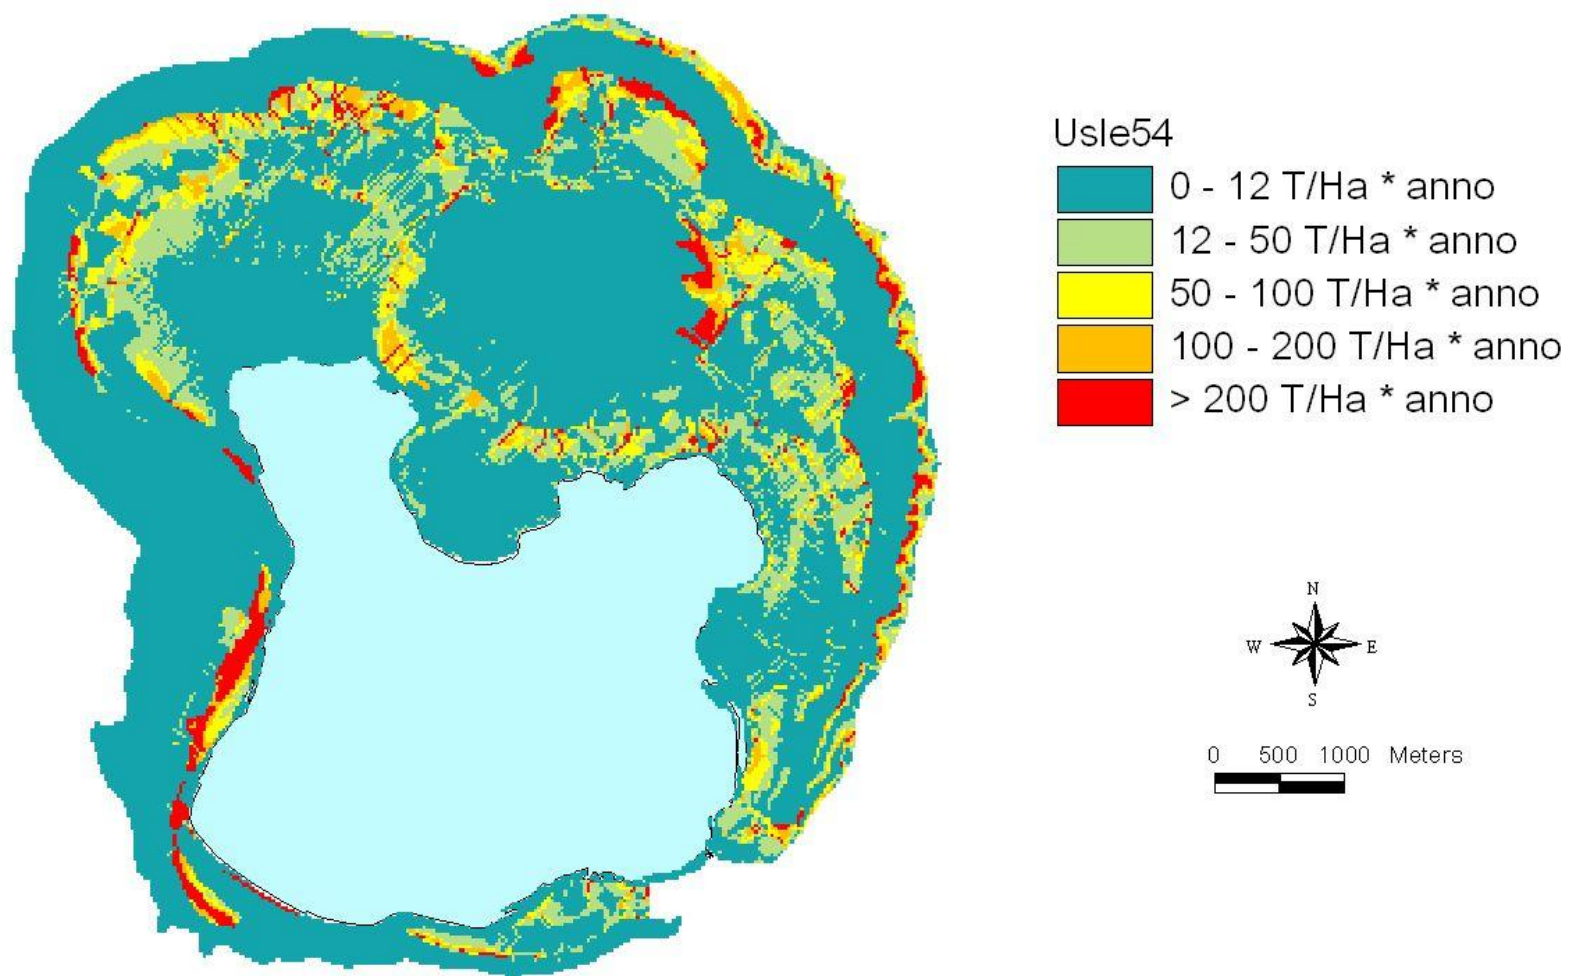 Usle54
0 - 12 T/Ha * anno
12 - 50 T/Ha * anno
50 - 100 T/Ha * anno
100 - 200 T/Ha * anno
> 200 T/Ha * anno
N
W E
S
0 500 1000 Meters